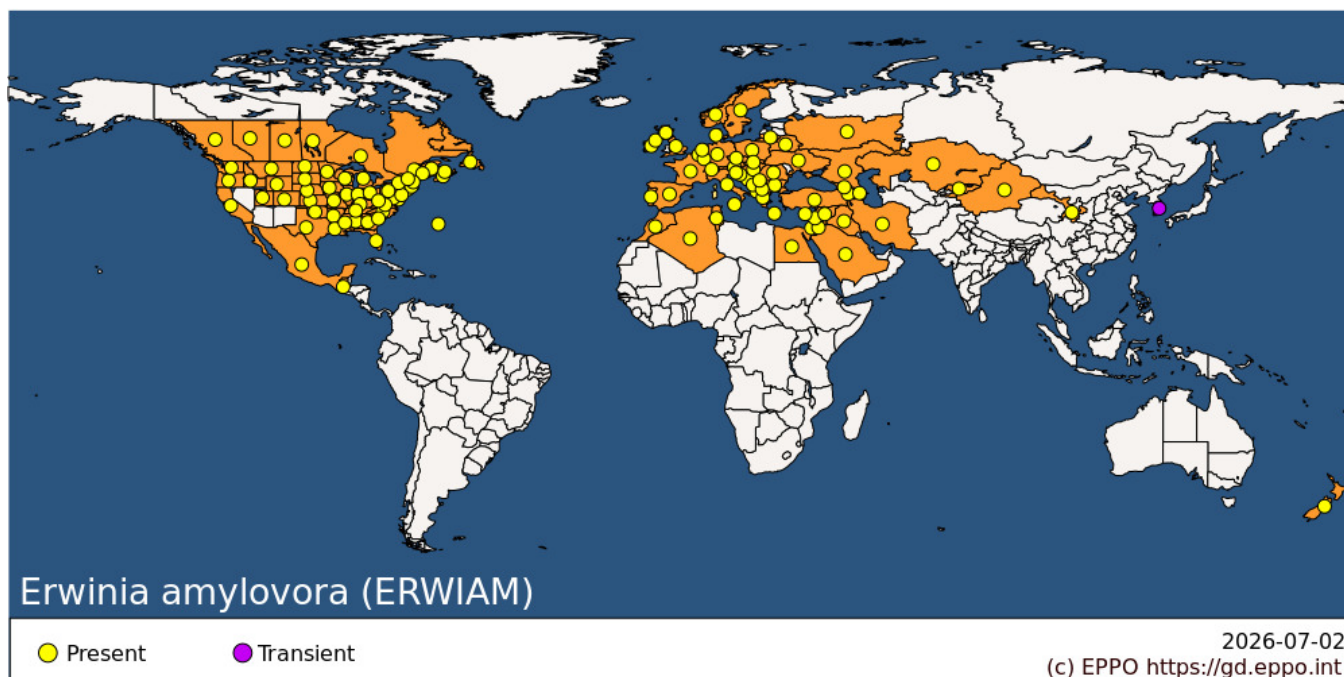 Erwinia amylovora (ERWIAM)
Present
Transient
2026-07-02
(c) EPPO https://gd.eppo.int